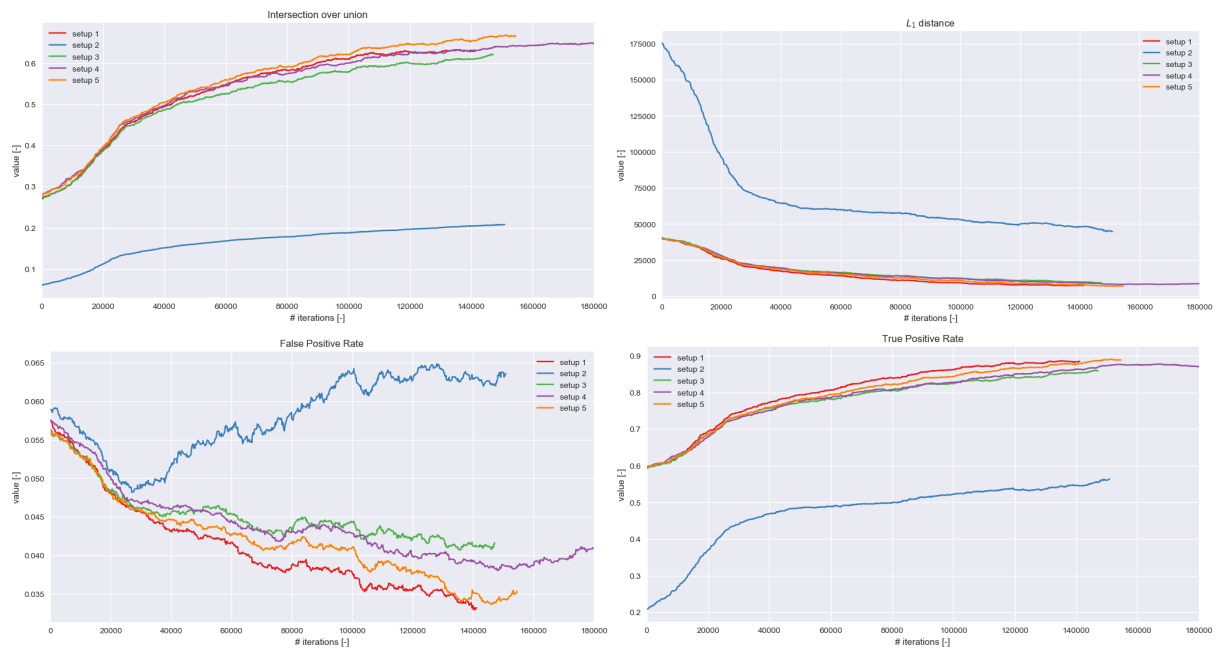 Intersection over union
setup 1
setup 2
setup 3
setup 4
setup 5
value [-]
0.6
0.5
0.4
0.3
0.2
0.1
0 20000 40000 60000 80000 100000 120000 140000 160000 180000
# iterations [-]
L1 distance
setup 1
setup 2
setup 3
setup 4
setup 5
value [-]
175000
150000
125000
100000
75000
50000
25000
0
0 20000 40000 60000 80000 100000 120000 140000 160000 180000
# iterations [-]
False Positive Rate
setup 1
setup 2
setup 3
setup 4
setup 5
value [-]
0.065
0.060
0.055
0.050
0.045
0.040
0.035
0 20000 40000 60000 80000 100000 120000 140000 160000 180000
# iterations [-]
True Positive Rate
setup 1
setup 2
setup 3
setup 4
setup 5
value [-]
0.9
0.8
0.7
0.6
0.5
0.4
0.3
0.2
0 20000 40000 60000 80000 100000 120000 140000 160000 180000
# iterations [-]